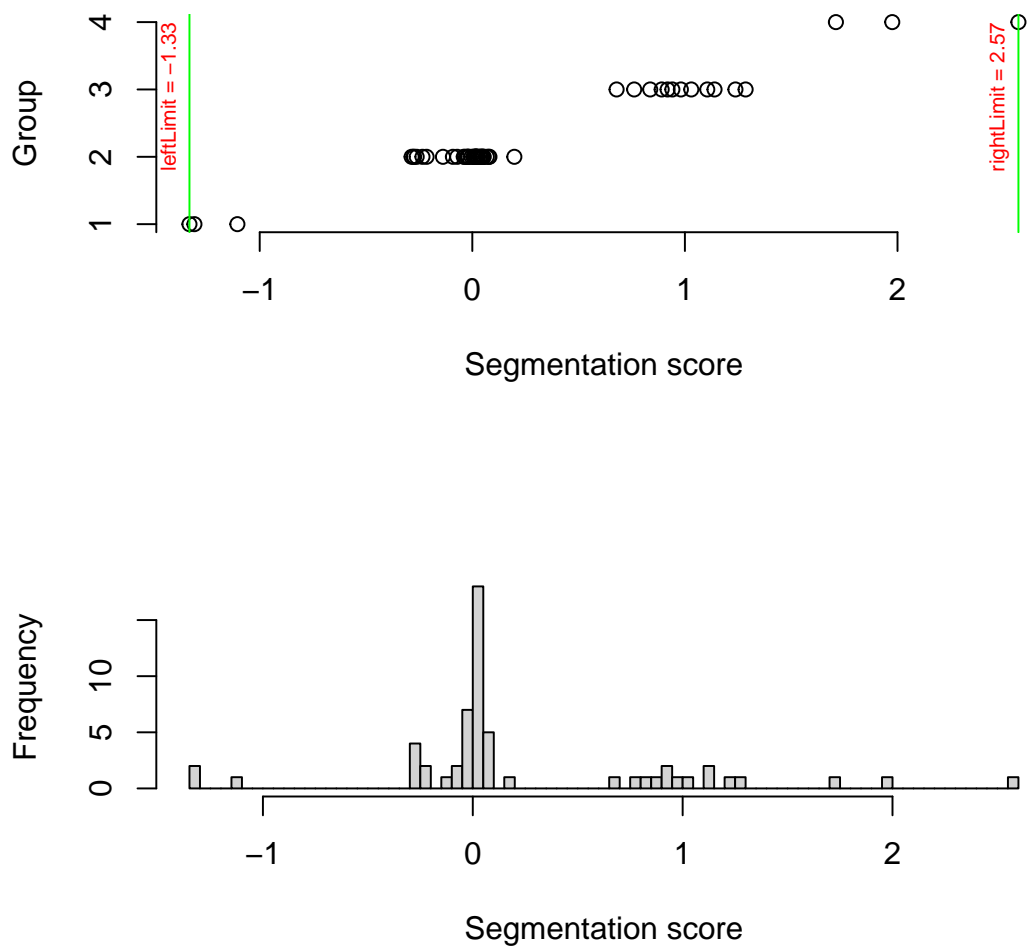 4
3
2
1
Group
leftLimit = −1.33
rightLimit = 2.57
−1 0 1 2
Segmentation score
10
5
0
Frequency
−1 0 1 2
Segmentation score